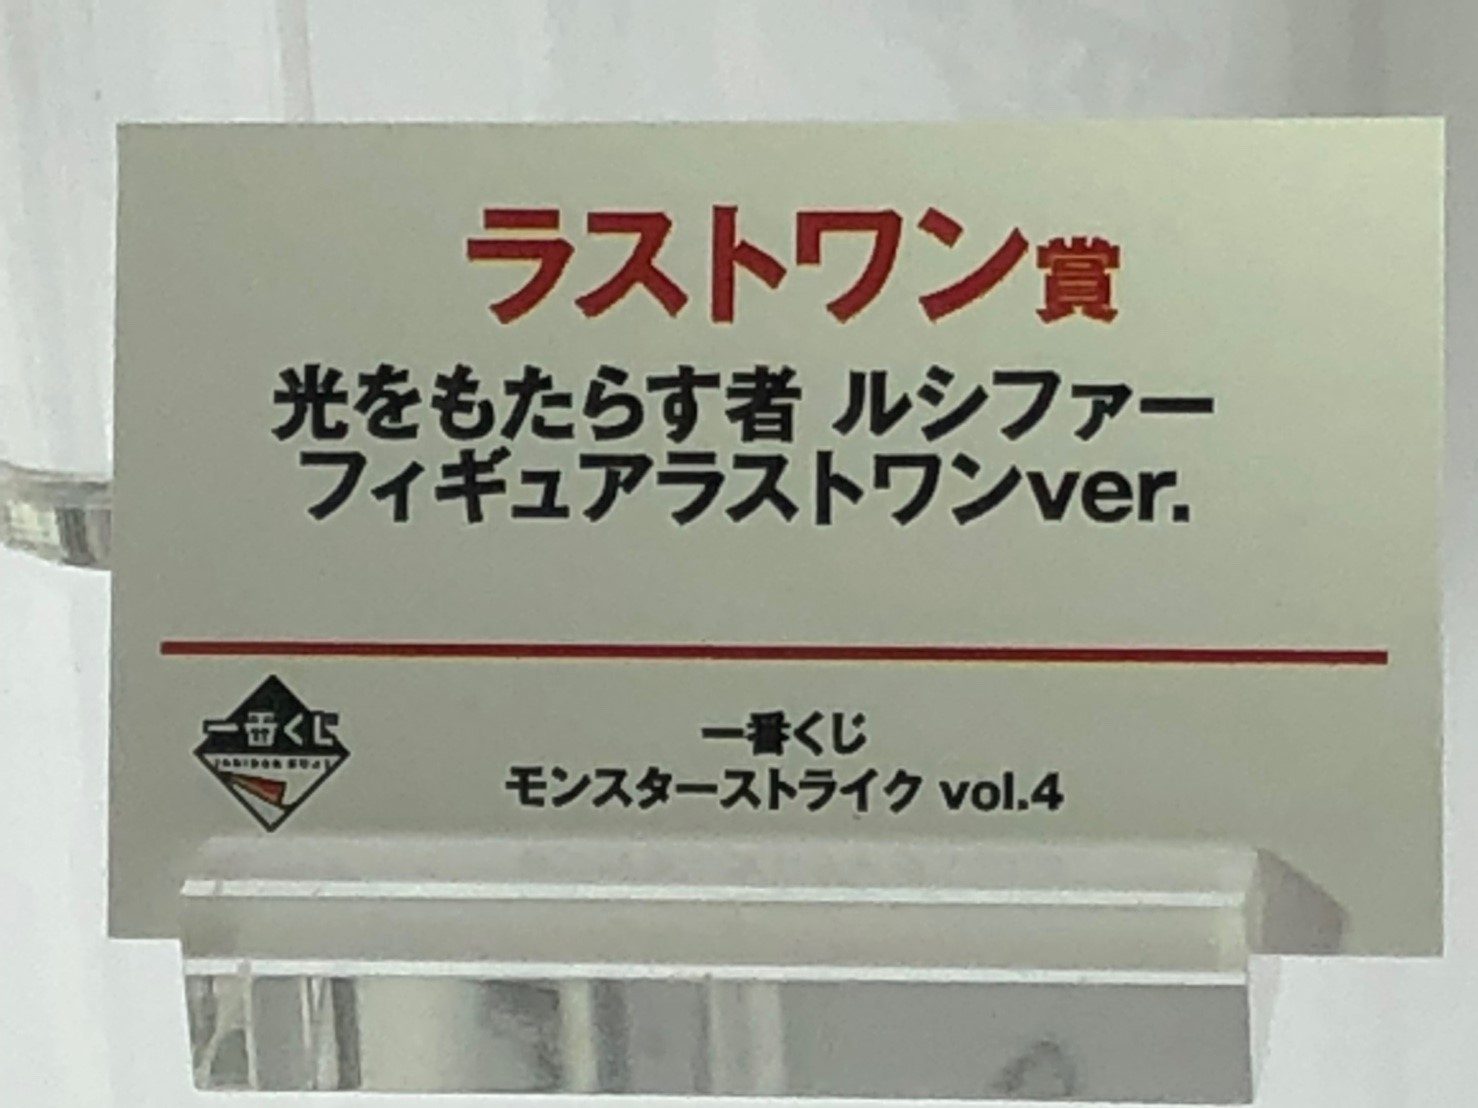 ラストワン賞
光をもたらす者 ルシファー
フィギュアラストワンver.
一番くじ
ICHIBAN KUJI
一番くじ
モンスターストライク vol.4